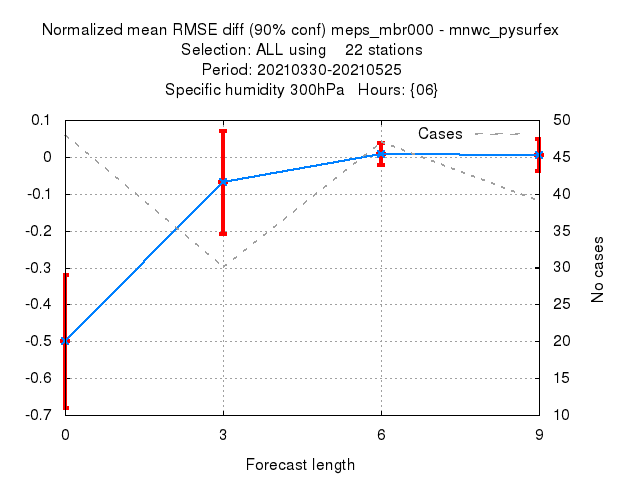 Normalized mean RMSE diff (90% conf) meps_mbr000 - mnwc_pysurfex
Selection: ALL using 22 stations
Period: 20210330-20210525
Specific humidity 300hPa Hours: {06}
Cases
0.1
0
-0.1
-0.2
-0.3
-0.4
-0.5
-0.6
-0.7
50
45
40
35
30
25
20
15
10
No cases
0 3 6 9
Forecast length